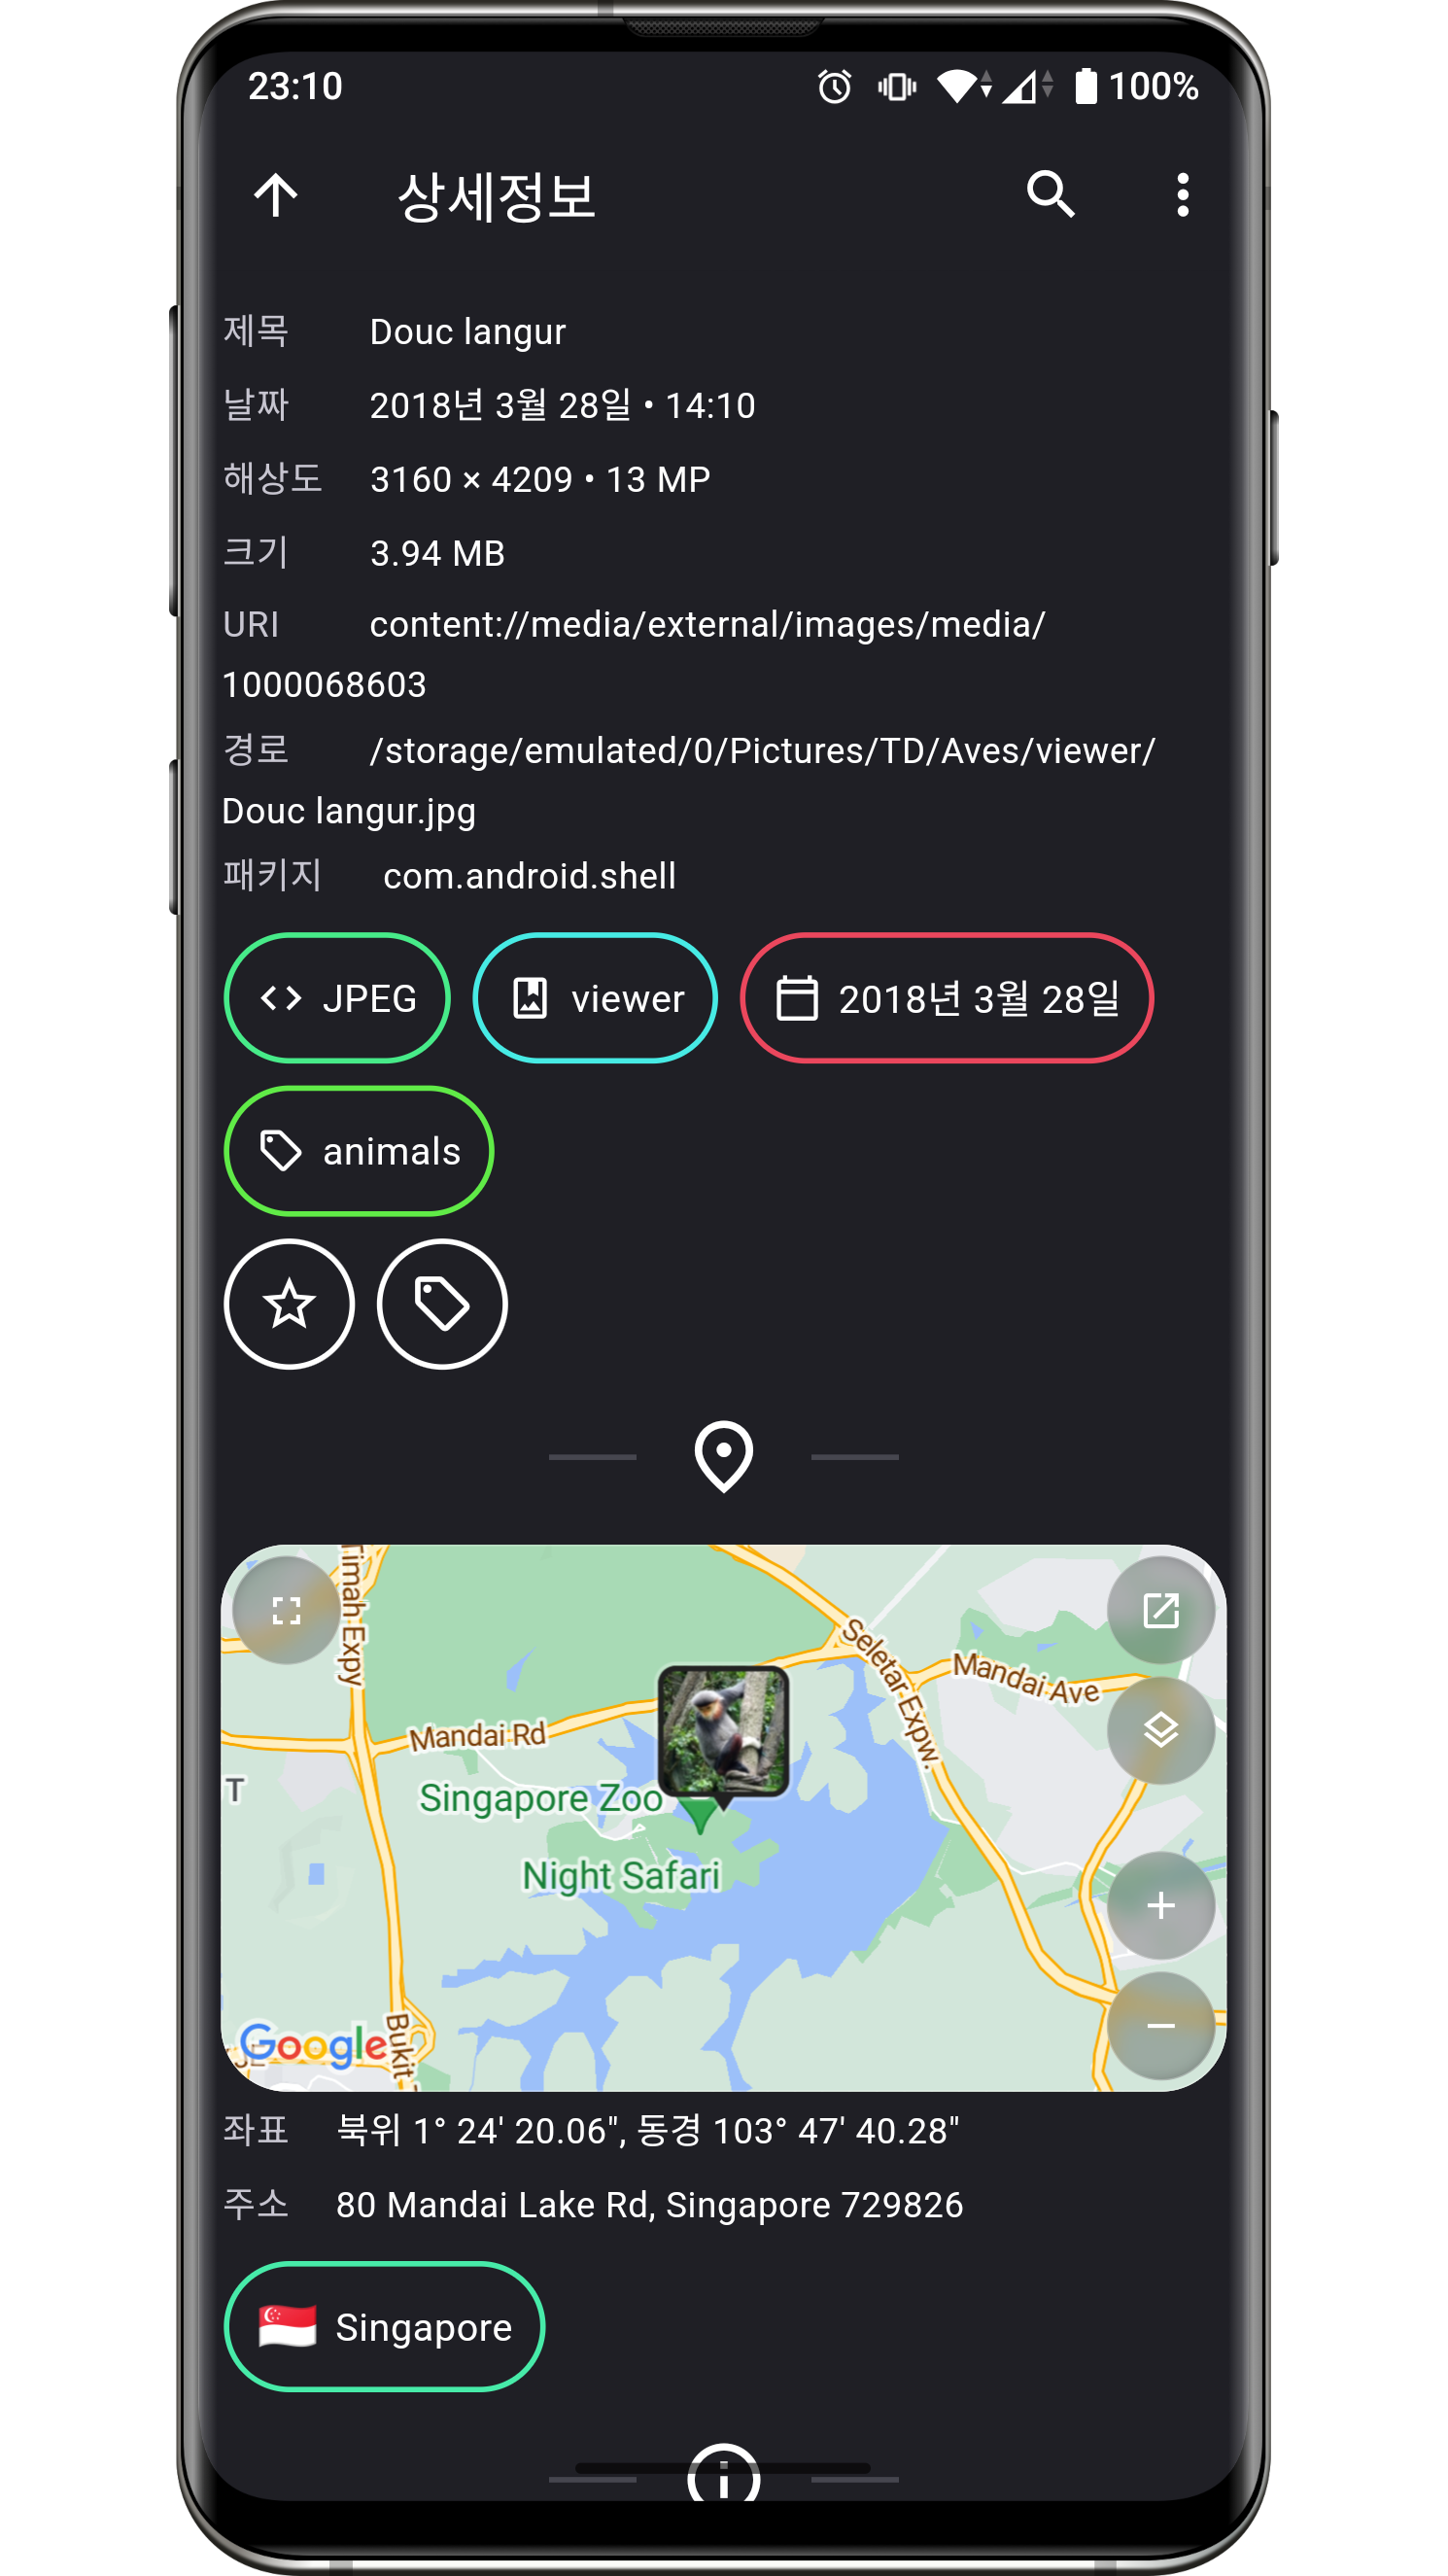 23:10
100%
상세정보
제목 Douc langur
날짜 2018년 3월 28일 • 14:10
해상도 3160 × 4209 • 13 MP
크기 3.94 MB
URI content://media/external/images/media/
1000068603
경로 /storage/emulated/0/Pictures/TD/Aves/viewer/
Douc langur.jpg
패키지 com.android.shell
JPEG
viewer
2018년 3월 28일
animals
Timah Expy
Seletar Expw.
Mandai Ave
Mandai Rd
T
Singapore Zoo
Night Safari
Google
Bukit
좌표 북위 1° 24' 20.06", 동경 103° 47' 40.28"
주소 80 Mandai Lake Rd, Singapore 729826
Singapore